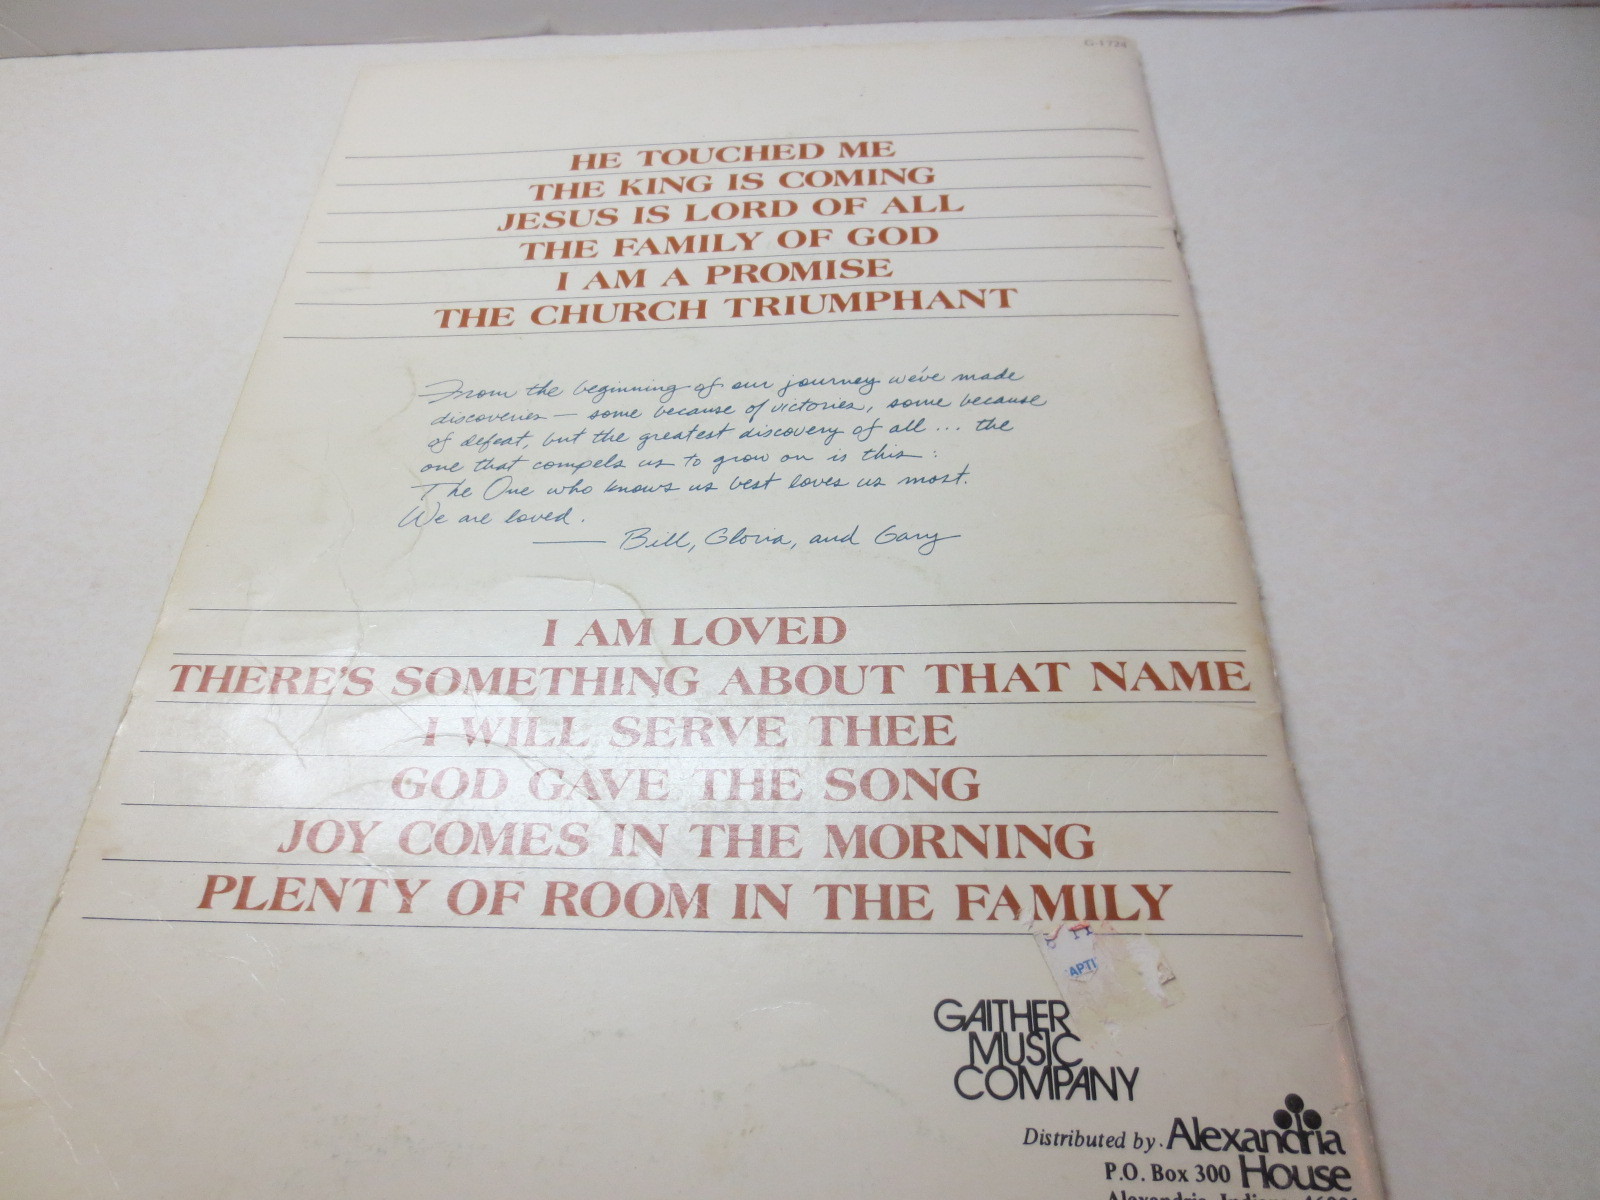 G-1724
HE TOUCHED ME
THE KING IS COMING
JESUS IS LORD OF ALL
THE FAMILY OF GOD
I AM A PROMISE
THE CHURCH TRIUMPHANT
From the beginning of our journey we've made
discoveries — some because of victories, some because
of defeat, but the greatest discovery of all ... the
one that compels us to grow on is this:
The One who knows us best loves us most.
We are loved.
— Bill, Gloria, and Gary
I AM LOVED
THERE'S SOMETHING ABOUT THAT NAME
I WILL SERVE THEE
GOD GAVE THE SONG
JOY COMES IN THE MORNING
PLENTY OF ROOM IN THE FAMILY
APTI
GAITHER
MUSIC
COMPANY
Distributed by Alexandria
P.O. Box 300 House
Alexandria, Indiana